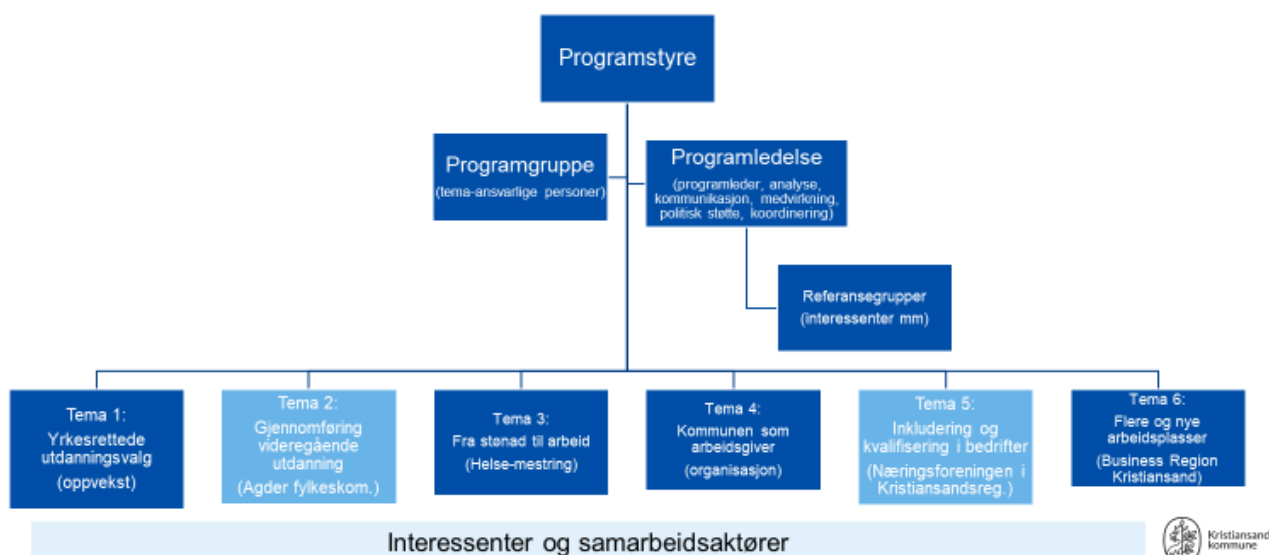 Programstyre
Programgruppe
(tema-ansvarlige personer)
Programledelse
(programleder, analyse,
kommunikasjon, medvirkning,
politisk støtte, koordinering)
Referansegrupper
(interessenter mm)
Tema 1:
Yrkesrettede
utdanningsvalg
(oppvekst)
Tema 2:
Gjennomføring
videregående
utdanning
(Agder fylkeskom.)
Tema 3:
Fra stønad til arbeid
(Helse-mestring)
Tema 4:
Kommunen som
arbeidsgiver
(organisasjon)
Tema 5:
Inkludering og
kvalifisering i bedrifter
(Næringsforeningen i
Kristiansandsreg.)
Tema 6:
Flere og nye
arbeidsplasser
(Business Region
Kristiansand)
Interessenter og samarbeidsaktører
Kristiansand
kommune